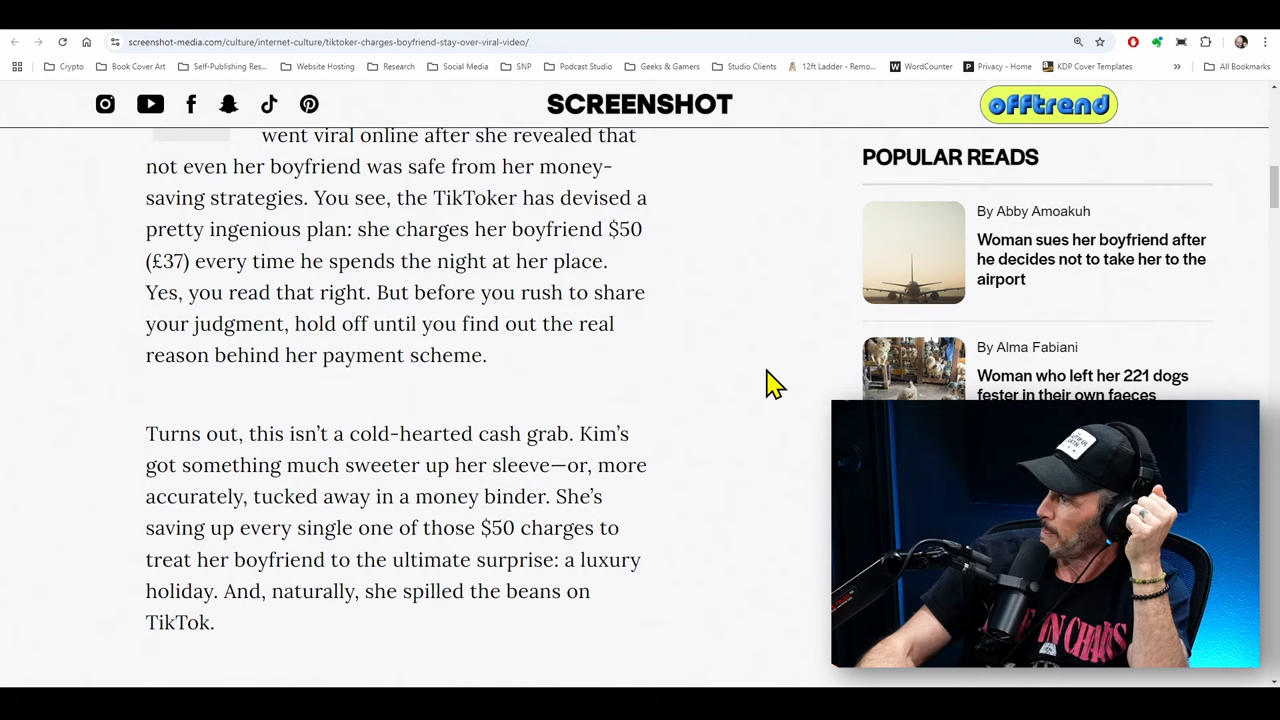 screenshot-media.com/culture/internet-culture/tiktoker-charges-boyfriend-stay-over-viral-video/
Crypto
Book Cover Art
Self-Publishing Res...
Website Hosting
Research
Social Media
SNP
Podcast Studio
Geeks & Gamers
Studio Clients
12ft Ladder - Remo...
W WordCounter
P Privacy - Home
KDP Cover Templates
»
All Bookmarks
SCREENSHOT
offtrend
went viral online after she revealed that
not even her boyfriend was safe from her money-
saving strategies. You see, the TikToker has devised a
pretty ingenious plan: she charges her boyfriend $50
(£37) every time he spends the night at her place.
Yes, you read that right. But before you rush to share
your judgment, hold off until you find out the real
reason behind her payment scheme.
Turns out, this isn’t a cold-hearted cash grab. Kim’s
got something much sweeter up her sleeve—or, more
accurately, tucked away in a money binder. She’s
saving up every single one of those $50 charges to
treat her boyfriend to the ultimate surprise: a luxury
holiday. And, naturally, she spilled the beans on
TikTok.
POPULAR READS
By Abby Amoakuh
Woman sues her boyfriend after
he decides not to take her to the
airport
By Alma Fabiani
Woman who left her 221 dogs
fester in their own faeces